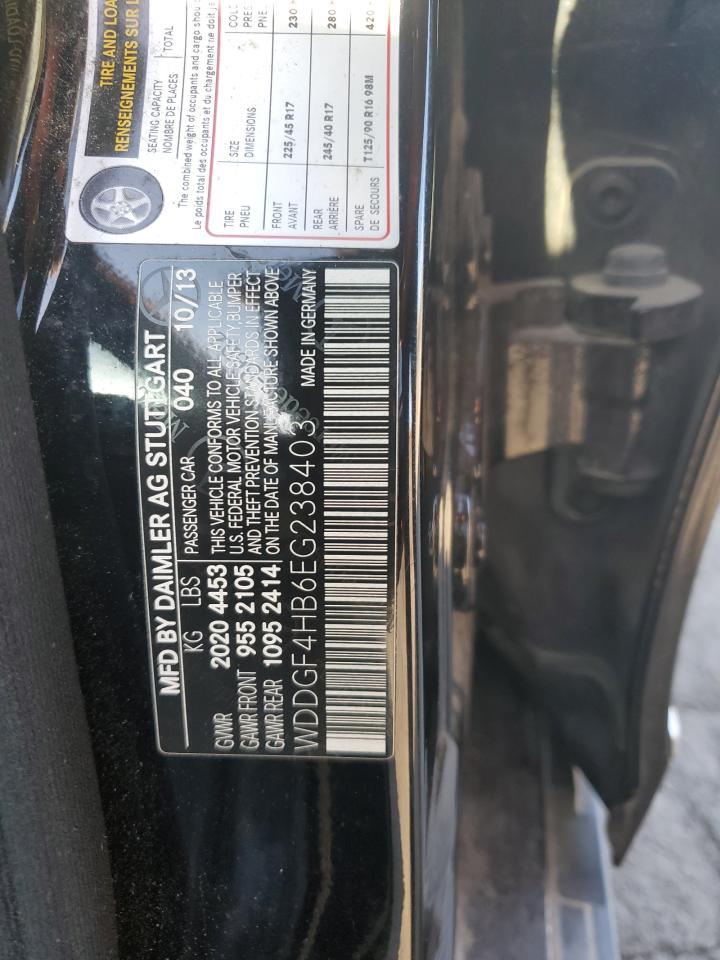 MFD BY DAIMLER AG STUTTGART
KG LBS PASSENGER CAR 040 10/13
GVWR 2020 4453
GAWR FRONT 955 2105
GAWR REAR 1095 2414
THIS VEHICLE CONFORMS TO ALL APPLICABLE
U.S. FEDERAL MOTOR VEHICLE SAFETY BUMPER
AND THEFT PREVENTION STANDARDS IN EFFECT
ON THE DATE OF MANUFACTURE SHOWN ABOVE
WDDGF4HB6EG238403 MADE IN GERMANY
TIRE AND LOA
RENSEIGNEMENTS SUR L
SEATING CAPACITY
NOMBRE DE PLACES
TOTAL
The combined weight of occupants and cargo shou
Le poids total des occupants et du chargement ne doit ja
TIRE SIZE COL
PNEU DIMENSIONS PRES
PNE
FRONT 225/45 R17 230
AVANT
REAR 245/40 R17 280
ARRIÈRE
SPARE T125/90 R16 98M 420
DE SECOURS